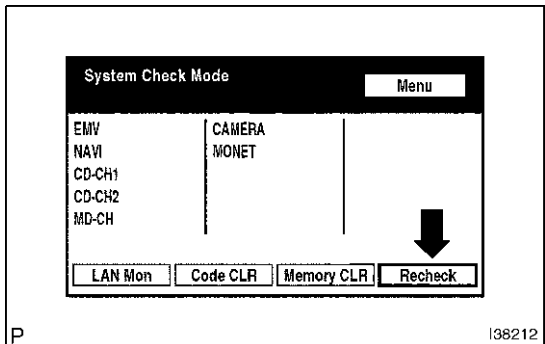 System Check Mode
Menu
EMV
NAVI
CD-CH1
CD-CH2
MD-CH
CAMERA
MONET
LAN Mon
Code CLR
Memory CLR
Recheck
P
I38212